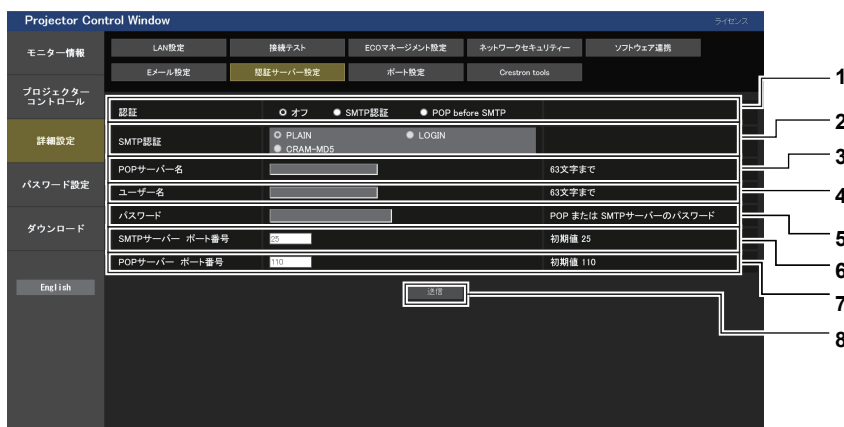 Projector Control Window
ライセンス
モニター情報
LAN設定
接続テスト
ECOマネージメント設定
ネットワークセキュリティー
ソフトウェア連携
Eメール設定
認証サーバー設定
ポート設定
Crestron tools
プロジェクター
コントロール
詳細設定
パスワード設定
ダウンロード
English
認証
オフ
SMTP認証
POP before SMTP
1
SMTP認証
PLAIN
LOGIN
CRAM-MD5
2
POPサーバー名
63文字まで
3
ユーザー名
63文字まで
4
パスワード
POP または SMTPサーバーのパスワード
5
SMTPサーバー ポート番号
25
初期値 25
6
POPサーバー ポート番号
110
初期値 110
7
送信
8